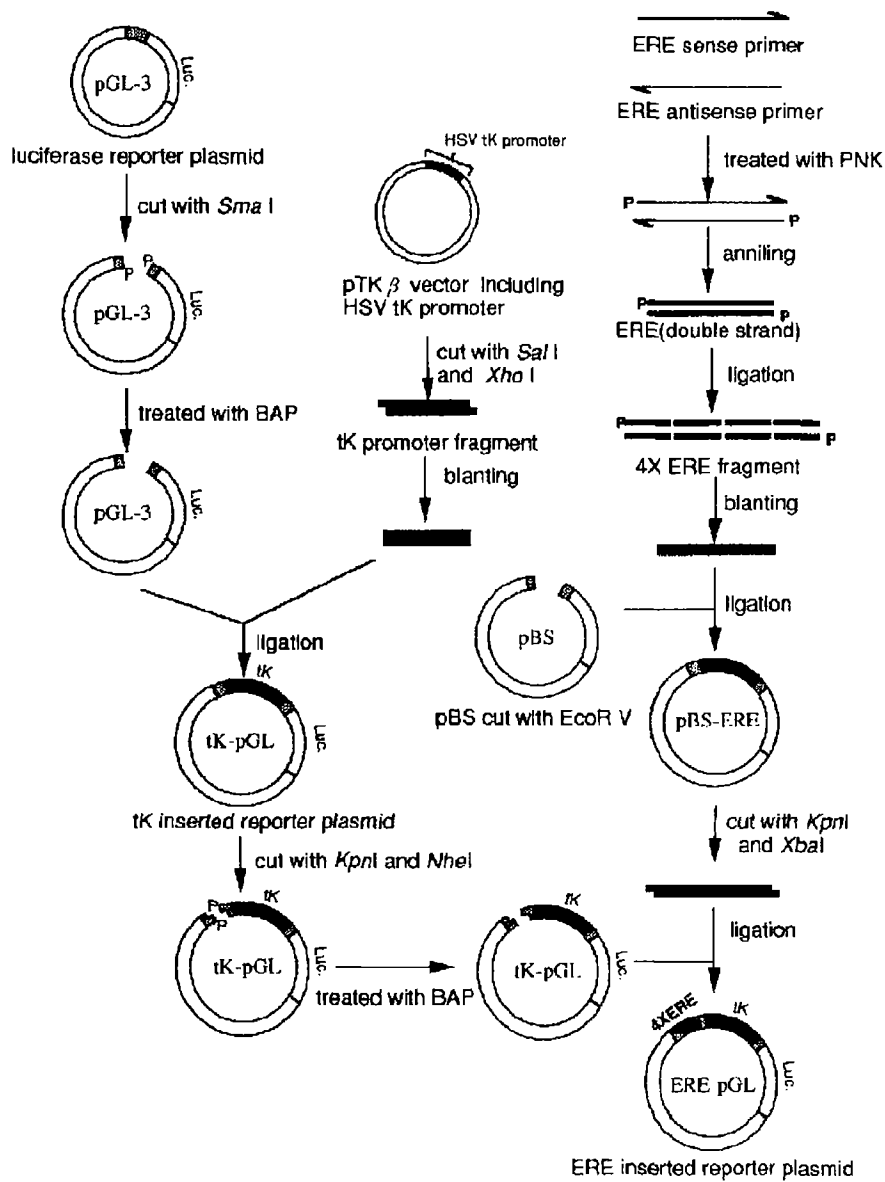 pGL-3
Luc.
luciferase reporter plasmid
cut with Sma I
P
P
pGL-3
Luc.
treated with BAP
pGL-3
Luc.
HSV tK promoter
pTK β vector including
HSV tK promoter
cut with Sal I
and Xho I
tK promoter fragment
blanting
ERE sense primer
ERE antisense primer
treated with PNK
P
P
anniling
P
P
ERE(double strand)
ligation
P
P
4X ERE fragment
blanting
ligation
pBS
pBS cut with EcoR V
pBS-ERE
cut with KpnI
and XbaI
ligation
ligation
tK
tK-pGL
Luc.
tK inserted reporter plasmid
cut with KpnI and NheI
P
P
tK
tK-pGL
Luc.
treated with BAP
tK
tK-pGL
Luc.
4XERE
tK
ERE pGL
Luc.
ERE inserted reporter plasmid